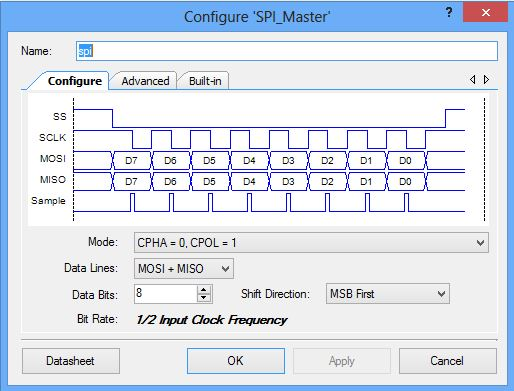 Configure 'SPI_Master'
?
Name: spi
Configure Advanced Built-in
SS
SCLK
MOSI D7 D6 D5 D4 D3 D2 D1 D0
MISO D7 D6 D5 D4 D3 D2 D1 D0
Sample
Mode: CPHA = 0, CPOL = 1
Data Lines: MOSI + MISO
Data Bits: 8 Shift Direction: MSB First
Bit Rate: 1/2 Input Clock Frequency
Datasheet OK Apply Cancel